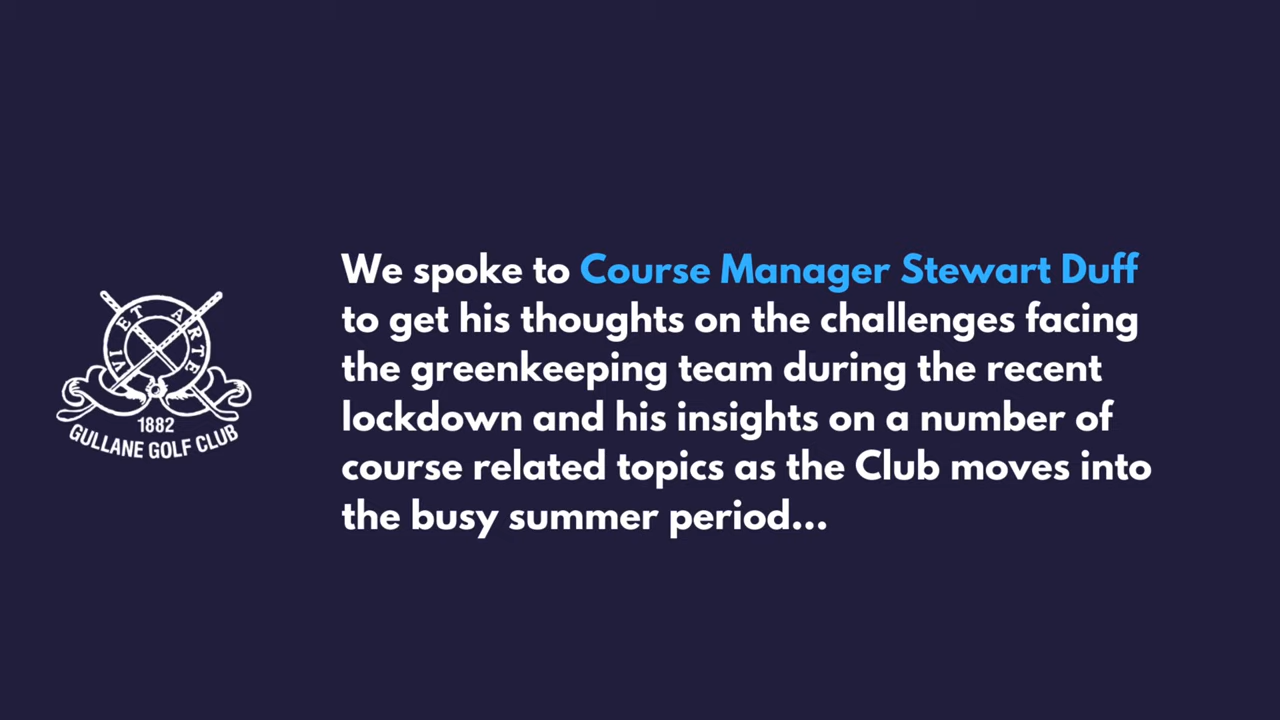 We spoke to Course Manager Stewart Duff
to get his thoughts on the challenges facing
the greenkeeping team during the recent
lockdown and his insights on a number of
course related topics as the Club moves into
the busy summer period...
VI ET ARTE
1882
GULLANE GOLF CLUB